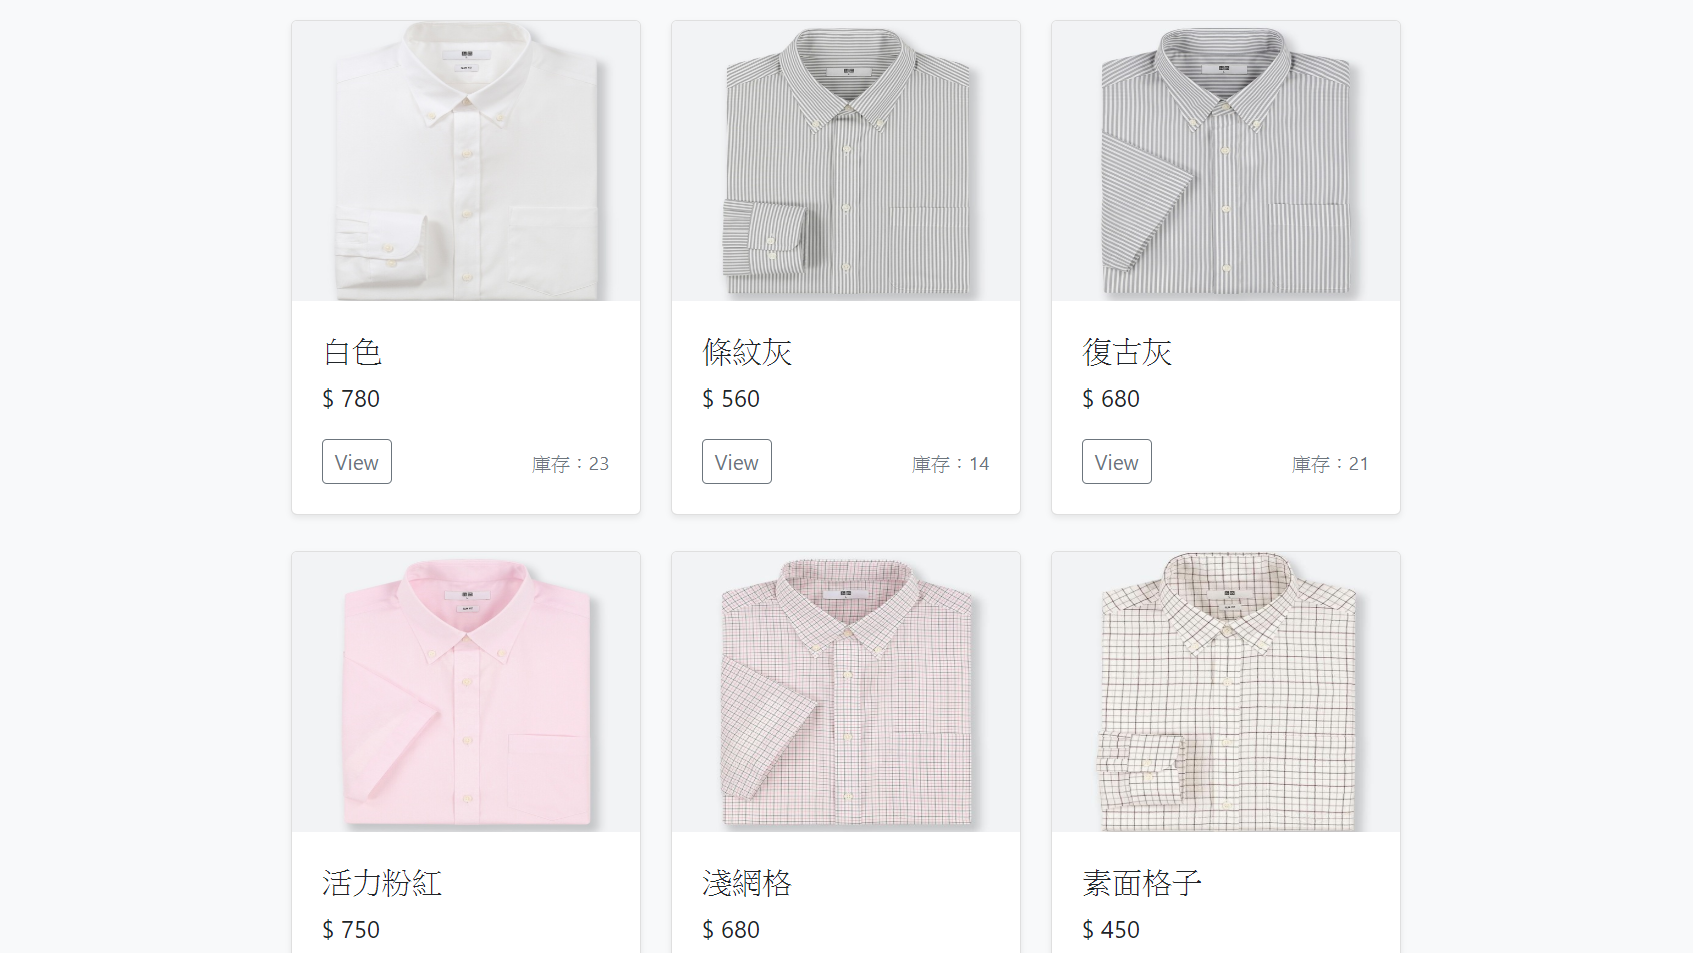 白色
$ 780
View
庫存：23
條紋灰
$ 560
View
庫存：14
復古灰
$ 680
View
庫存：21
活力粉紅
$ 750
淺網格
$ 680
素面格子
$ 450